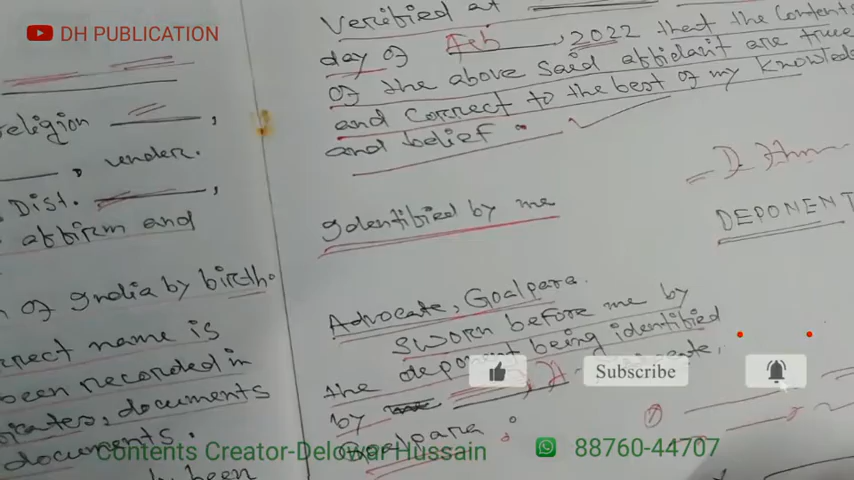 DH PUBLICATION
religion ,
, under.
Dist. ,
affirm and
of India by birth.
rrect name is
been recorded in
icates, documents
documents.
been
Verified at
day of Feb, 2022 that the contents
of the above said affidavit are true
and correct to the best of my knowled
and belief.
DEPONENT
Identified by me
Advocate, Goalpara.
Sworn before me by
the deponent being identified
by
Goalpara
Subscribe
Contents Creator-Delowar Hussain
88760-44707